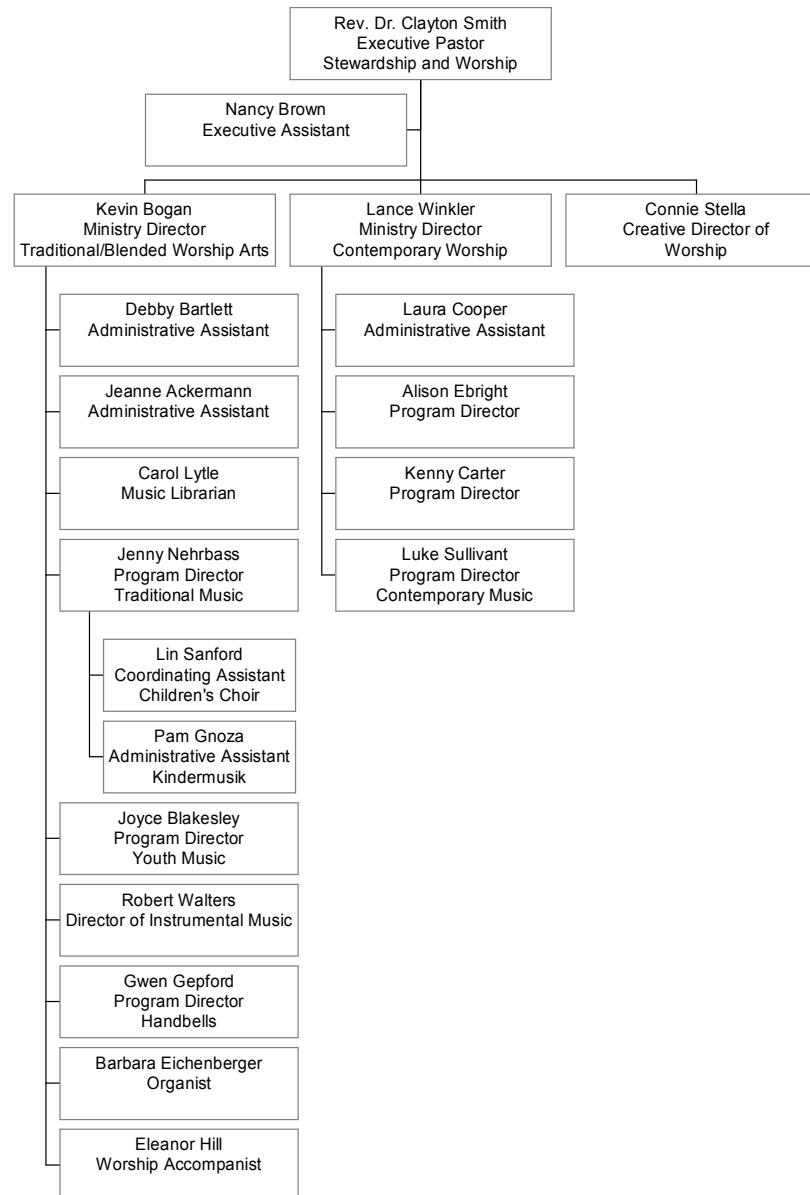 Rev. Dr. Clayton Smith
Executive Pastor
Stewardship and Worship
Nancy Brown
Executive Assistant
Kevin Bogan
Ministry Director
Traditional/Blended Worship Arts
Lance Winkler
Ministry Director
Contemporary Worship
Connie Stella
Creative Director of
Worship
Debby Bartlett
Administrative Assistant
Jeanne Ackermann
Administrative Assistant
Carol Lytle
Music Librarian
Jenny Nehrbass
Program Director
Traditional Music
Lin Sanford
Coordinating Assistant
Children's Choir
Pam Gnoza
Administrative Assistant
Kindermusik
Joyce Blakesley
Program Director
Youth Music
Robert Walters
Director of Instrumental Music
Gwen Gepford
Program Director
Handbells
Barbara Eichenberger
Organist
Eleanor Hill
Worship Accompanist
Laura Cooper
Administrative Assistant
Alison Ebright
Program Director
Kenny Carter
Program Director
Luke Sullivant
Program Director
Contemporary Music